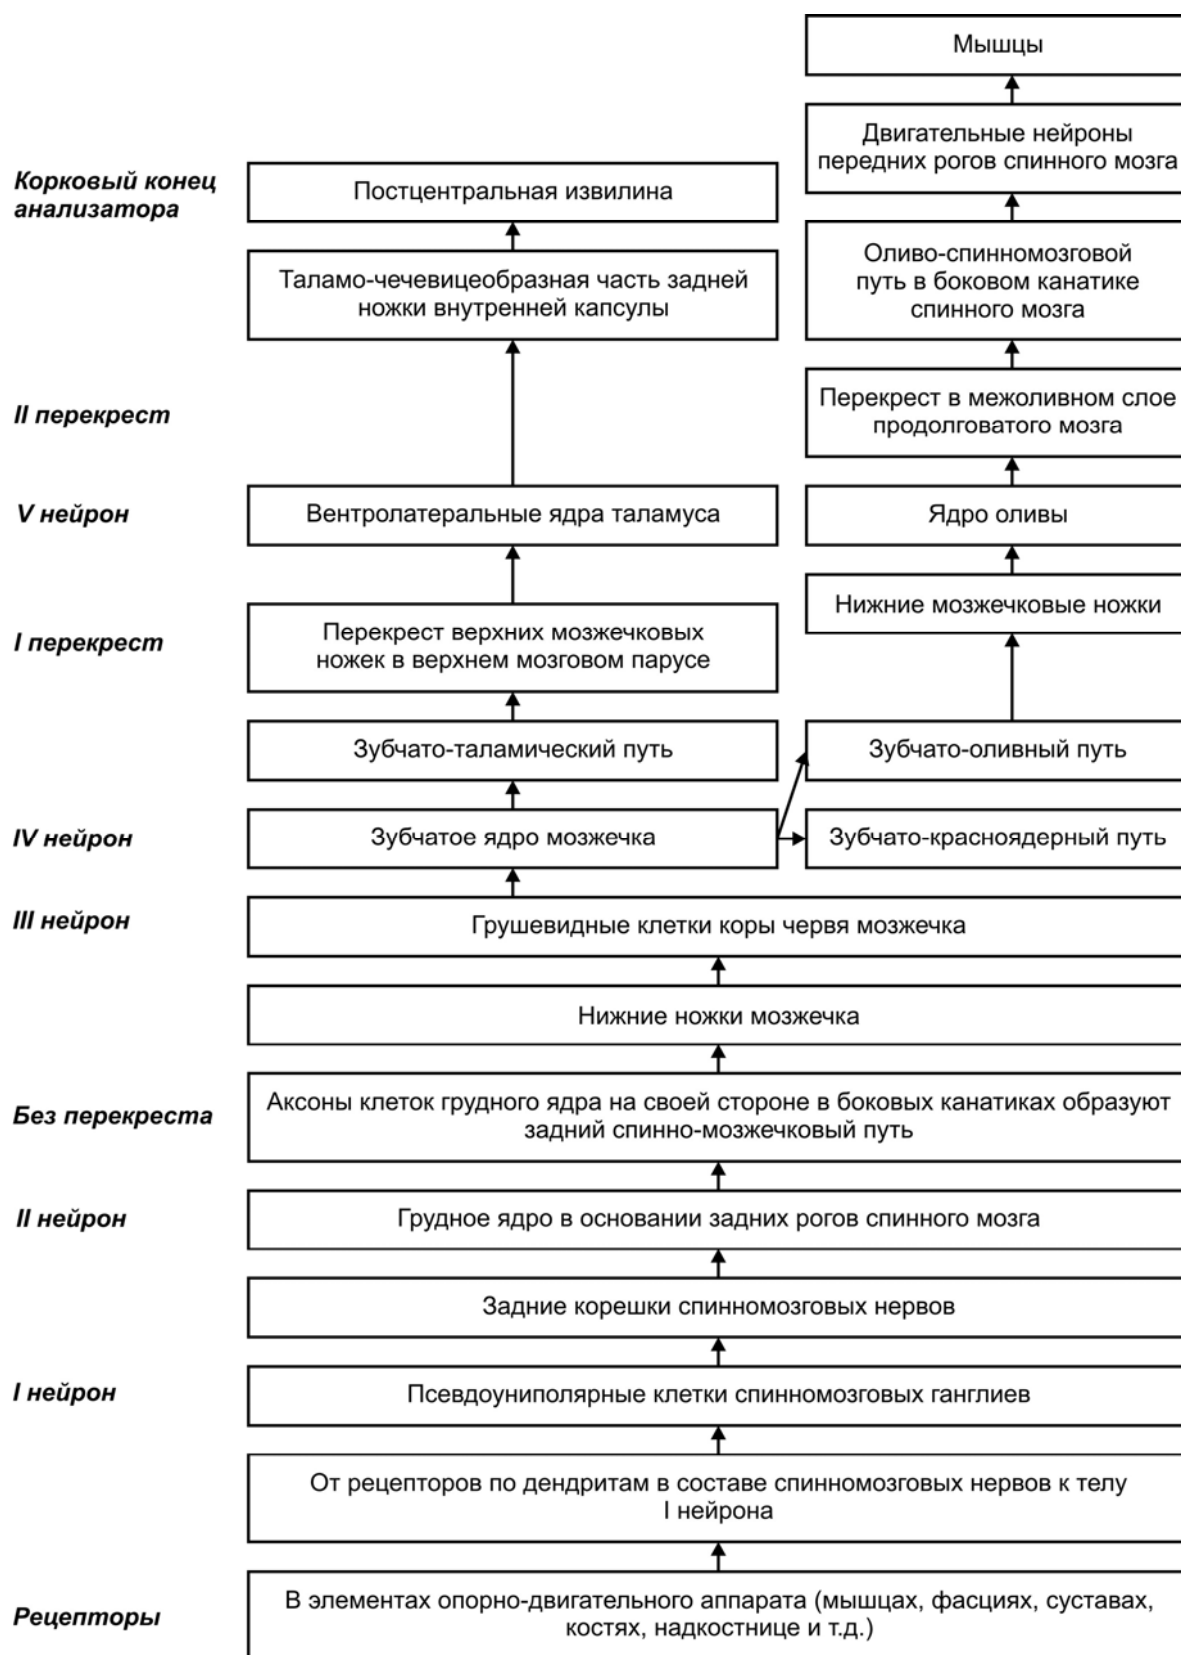 Мышцы
Двигательные нейроны
передних рогов спинного мозга
Корковый конец
анализатора
Постцентральная извилина
Оливо-спинномозговой
путь в боковом канатике
спинного мозга
Таламо-чечевицеобразная часть задней
ножки внутренней капсулы
II перекрест
Перекрест в межоливном слое
продолговатого мозга
V нейрон
Вентролатеральные ядра таламуса
Ядро оливы
Нижние мозжечковые ножки
I перекрест
Перекрест верхних мозжечковых
ножек в верхнем мозговом парусе
Зубчато-таламический путь
Зубчато-оливный путь
IV нейрон
Зубчатое ядро мозжечка
Зубчато-красноядерный путь
III нейрон
Грушевидные клетки коры червя мозжечка
Нижние ножки мозжечка
Без перекреста
Аксоны клеток грудного ядра на своей стороне в боковых канатиках образуют
задний спинно-мозжечковый путь
II нейрон
Грудное ядро в основании задних рогов спинного мозга
Задние корешки спинномозговых нервов
I нейрон
Псевдоуниполярные клетки спинномозговых ганглиев
От рецепторов по дендритам в составе спинномозговых нервов к телу
I нейрона
Рецепторы
В элементах опорно-двигательного аппарата (мышцах, фасциях, суставах,
костях, надкостнице и т.д.)